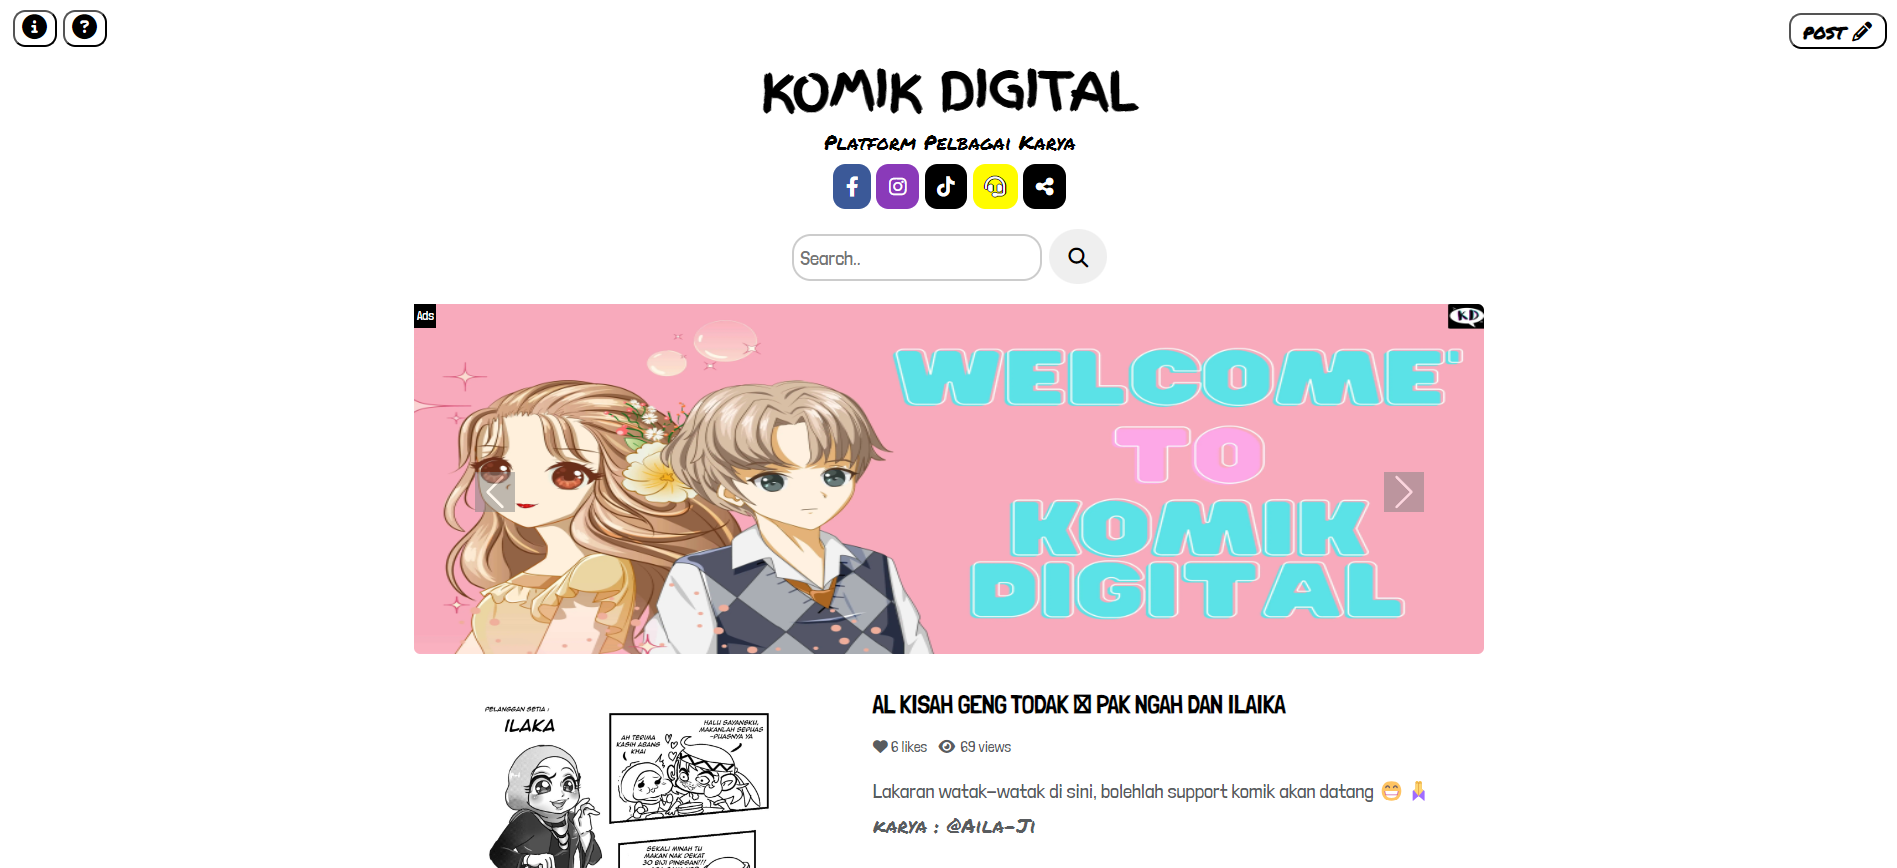 POST
KOMIK DIGITAL
Platform Pelbagai Karya
Search..
Ads
KD
WELCOME
TO
KOMIK
DIGITAL
AL KISAH GENG TODAK PAK NGAH DAN ILAIKA
6 likes 69 views
Lakaran watak-watak di sini, bolehlah support komik akan datang 😁 🙏
KARYA : @Aila-Ji
PELANGGAN SETIA :
ILAKA
HALU SAYANGKU,
MAKANLAH SEPUAS
-PUASNYA YA
AH TERIMA
KASIH ABANG
KHAI
SEKALI MINAH TU
MAKAN NAK DEKAT
30 BIJI PINGGAN!!!